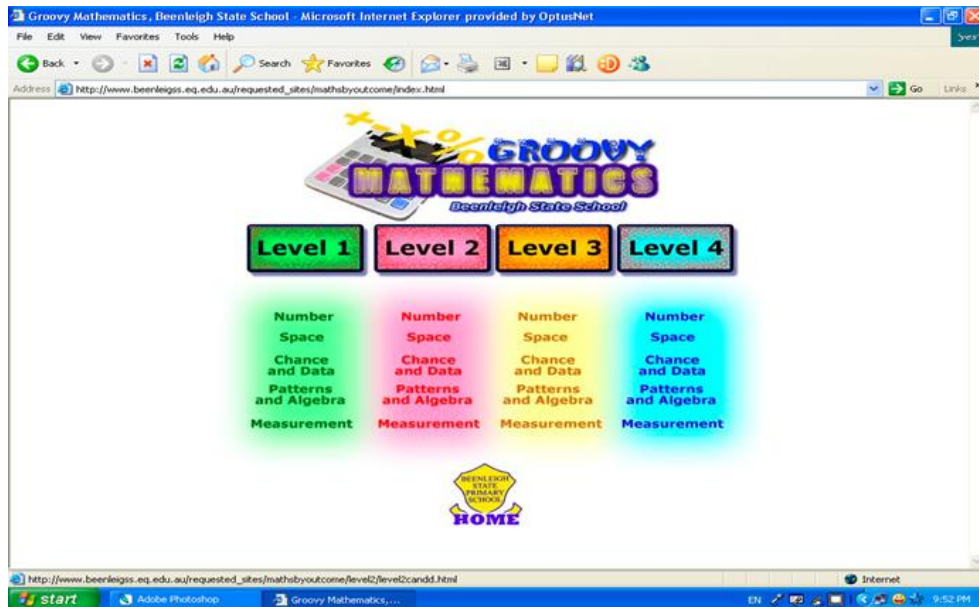 Groovy Mathematics, Beenleigh State School - Microsoft Internet Explorer provided by OptusNet
File Edit View Favorites Tools Help
Back Search Favorites
Address http://www.beenleigss.eq.edu.au/requested_sites/mathsbyoutcome/index.html Go Links
+-x%
GROOVY
MATHEMATICS
Beenleigh State School
Level 1 Level 2 Level 3 Level 4
Number Number Number Number
Space Space Space Space
Chance Chance Chance Chance
and Data and Data and Data and Data
Patterns Patterns Patterns Patterns
and Algebra and Algebra and Algebra and Algebra
Measurement Measurement Measurement Measurement
BEENLEIGH
STATE
PRIMARY
SCHOOL
HOME
http://www.beenleigss.eq.edu.au/requested_sites/mathsbyoutcome/level2/level2candd.html Internet
start Adobe Photoshop Groovy Mathematics,... EN 9:52 PM